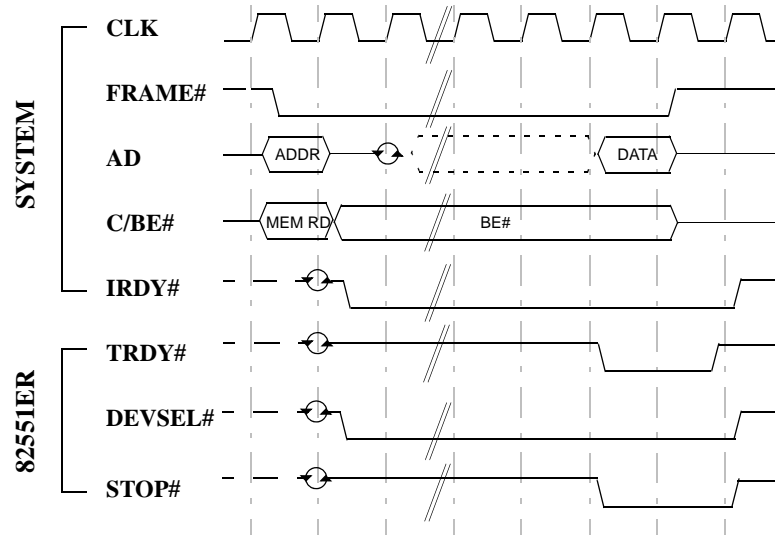 SYSTEM
CLK
FRAME#
AD
ADDR
DATA
C/BE#
MEM RD
BE#
IRDY#
82551ER
TRDY#
DEVSEL#
STOP#